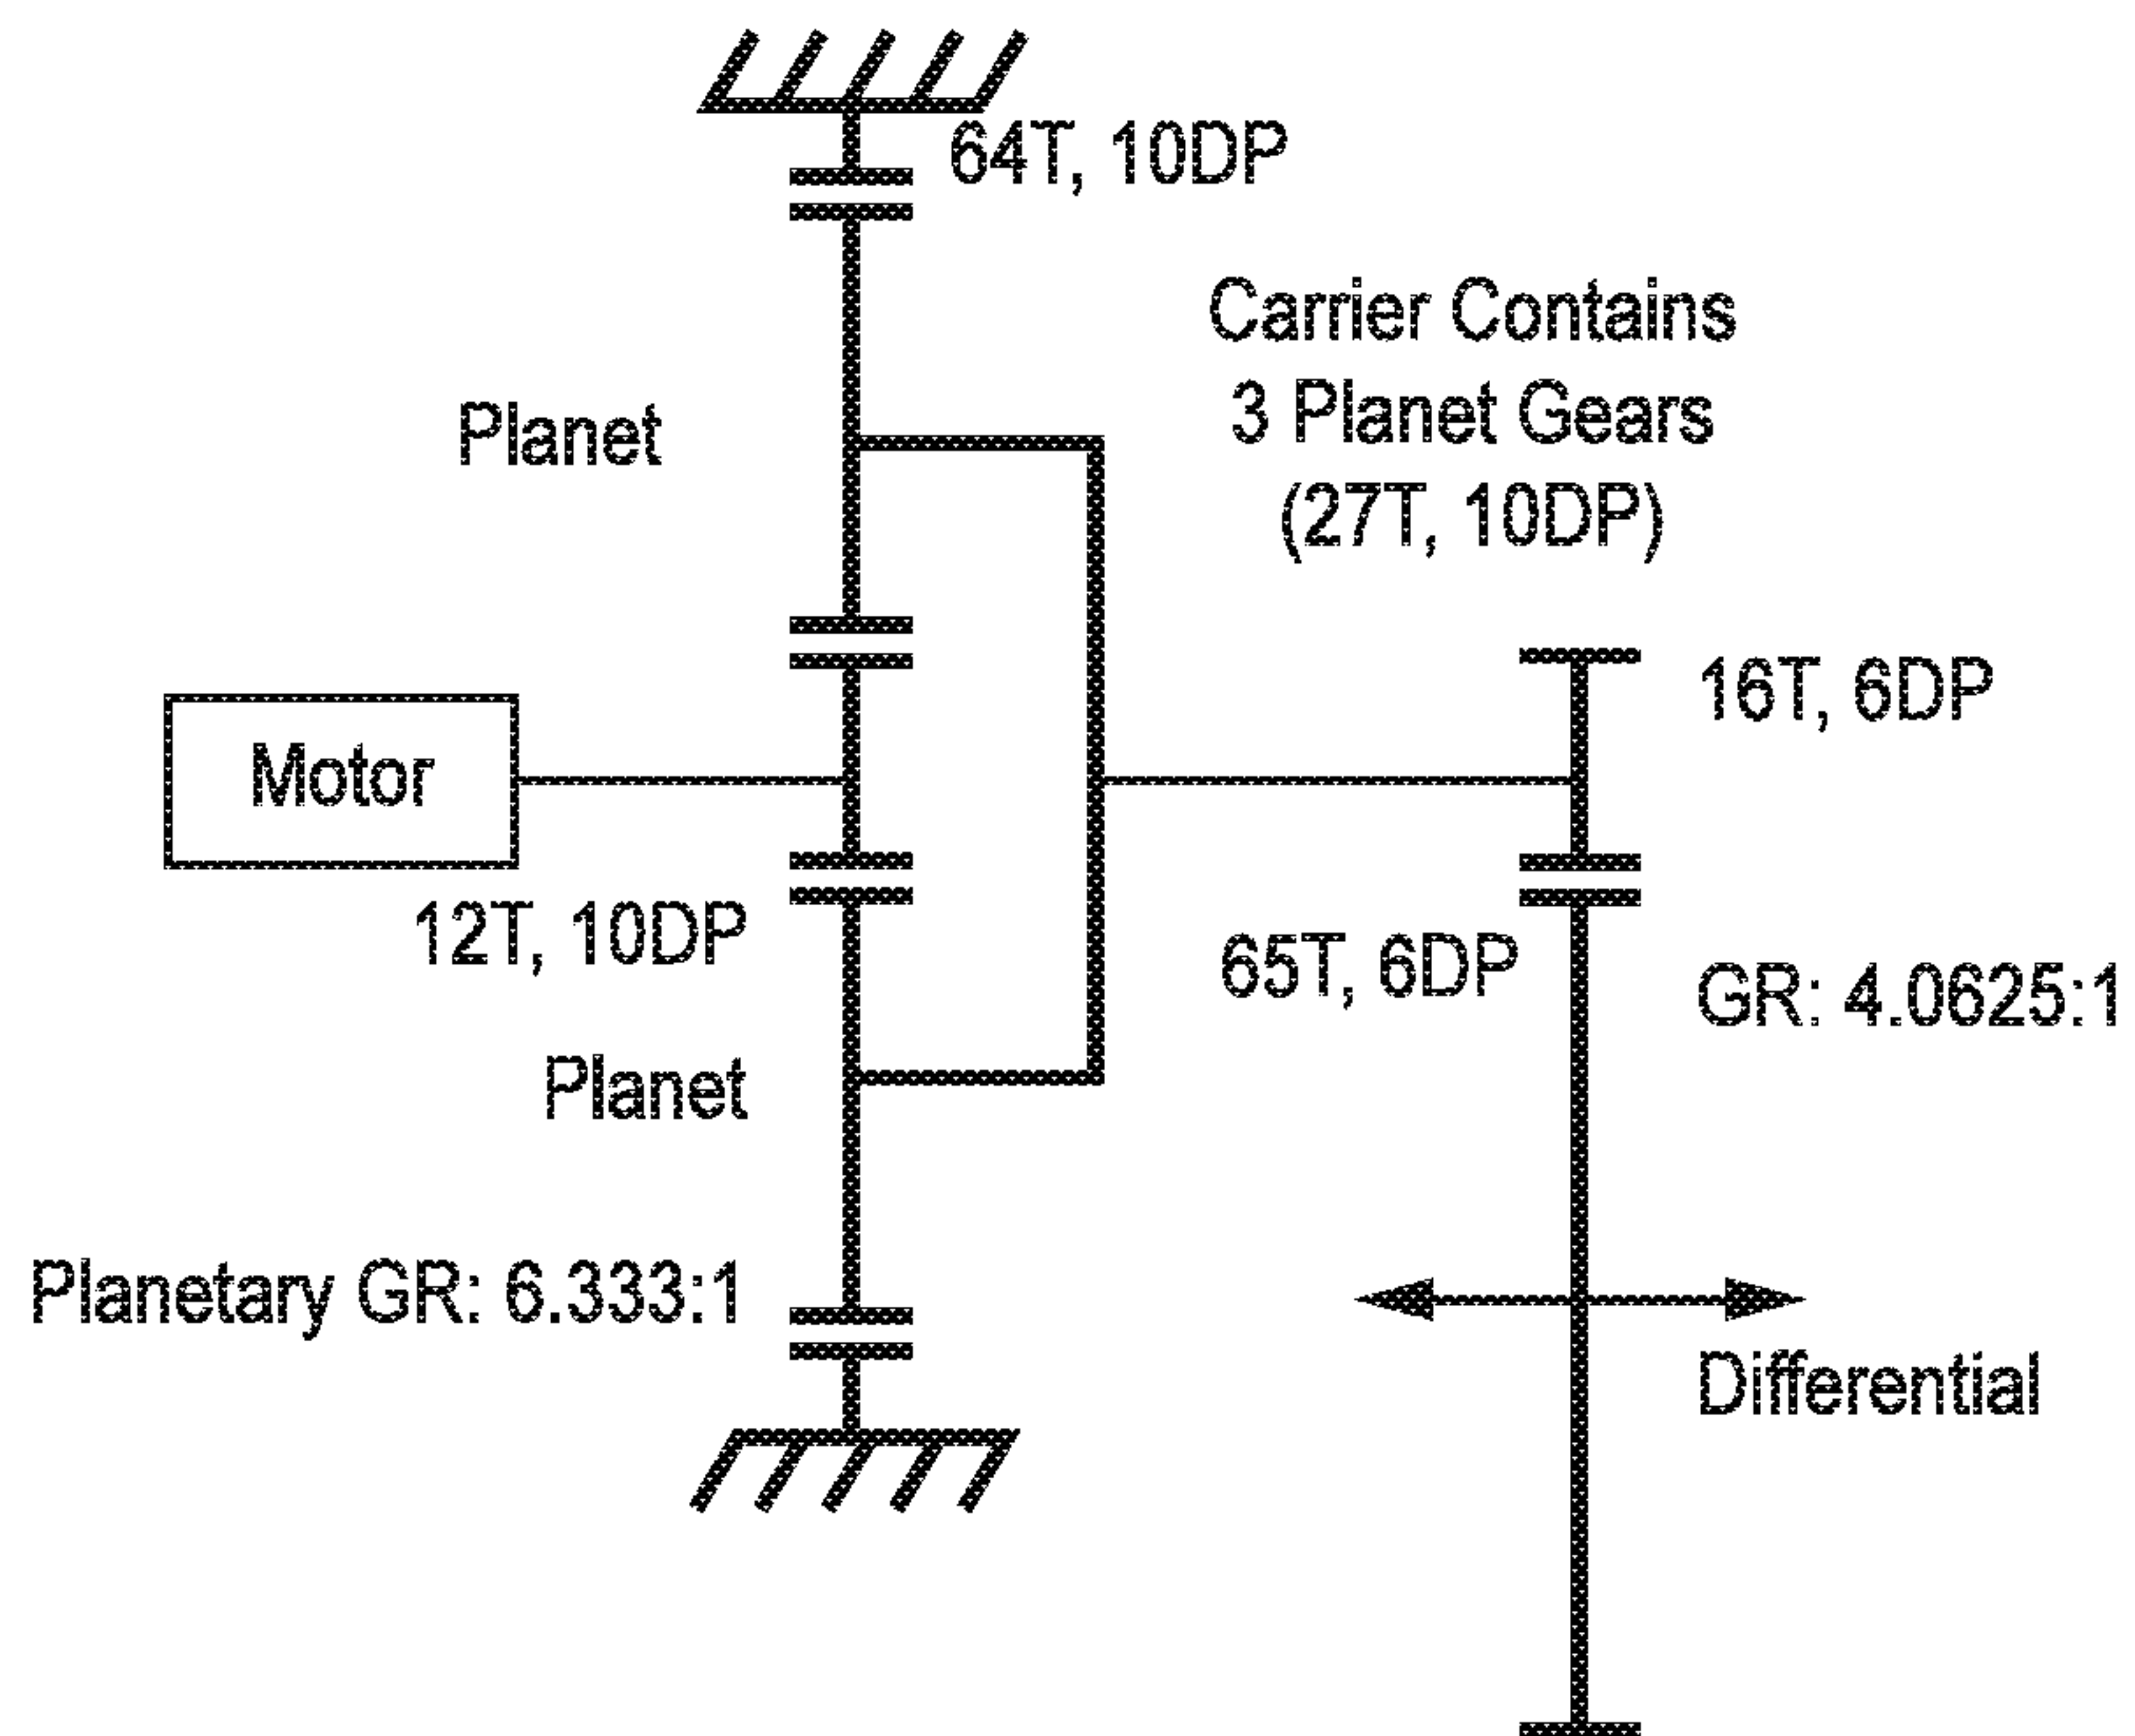 64T, 10DP
Carrier Contains
3 Planet Gears
(27T, 10DP)
Planet
16T, 6DP
Motor
12T, 10DP
65T, 6DP
GR: 4.0625:1
Planet
Planetary GR: 6.333:1
Differential